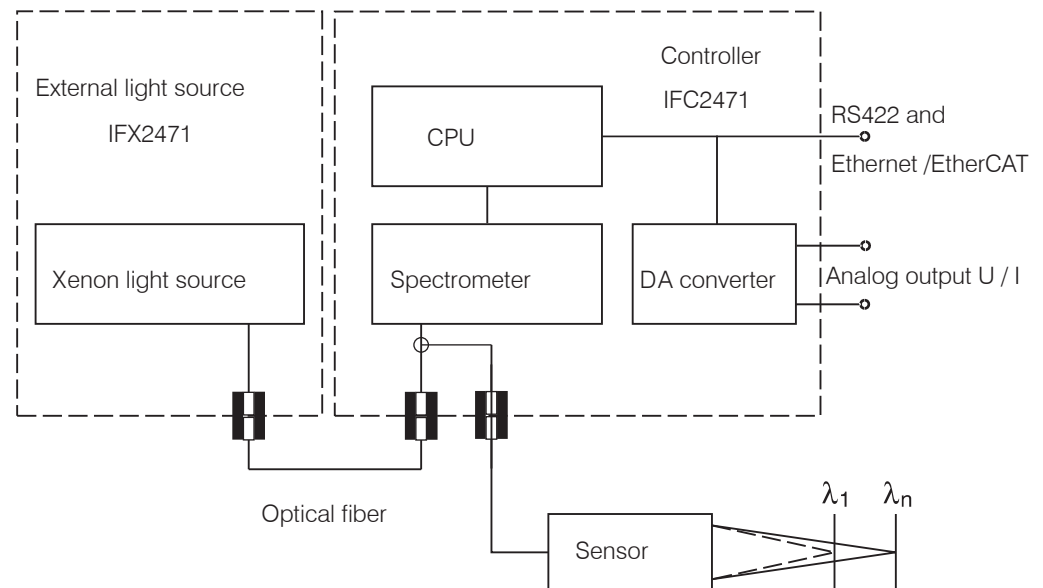 External light source
IFX2471
Controller
IFC2471
CPU
RS422 and
Ethernet /EtherCAT
Xenon light source
Spectrometer
DA converter
Analog output U / I
Optical fiber
Sensor
λ1
λn